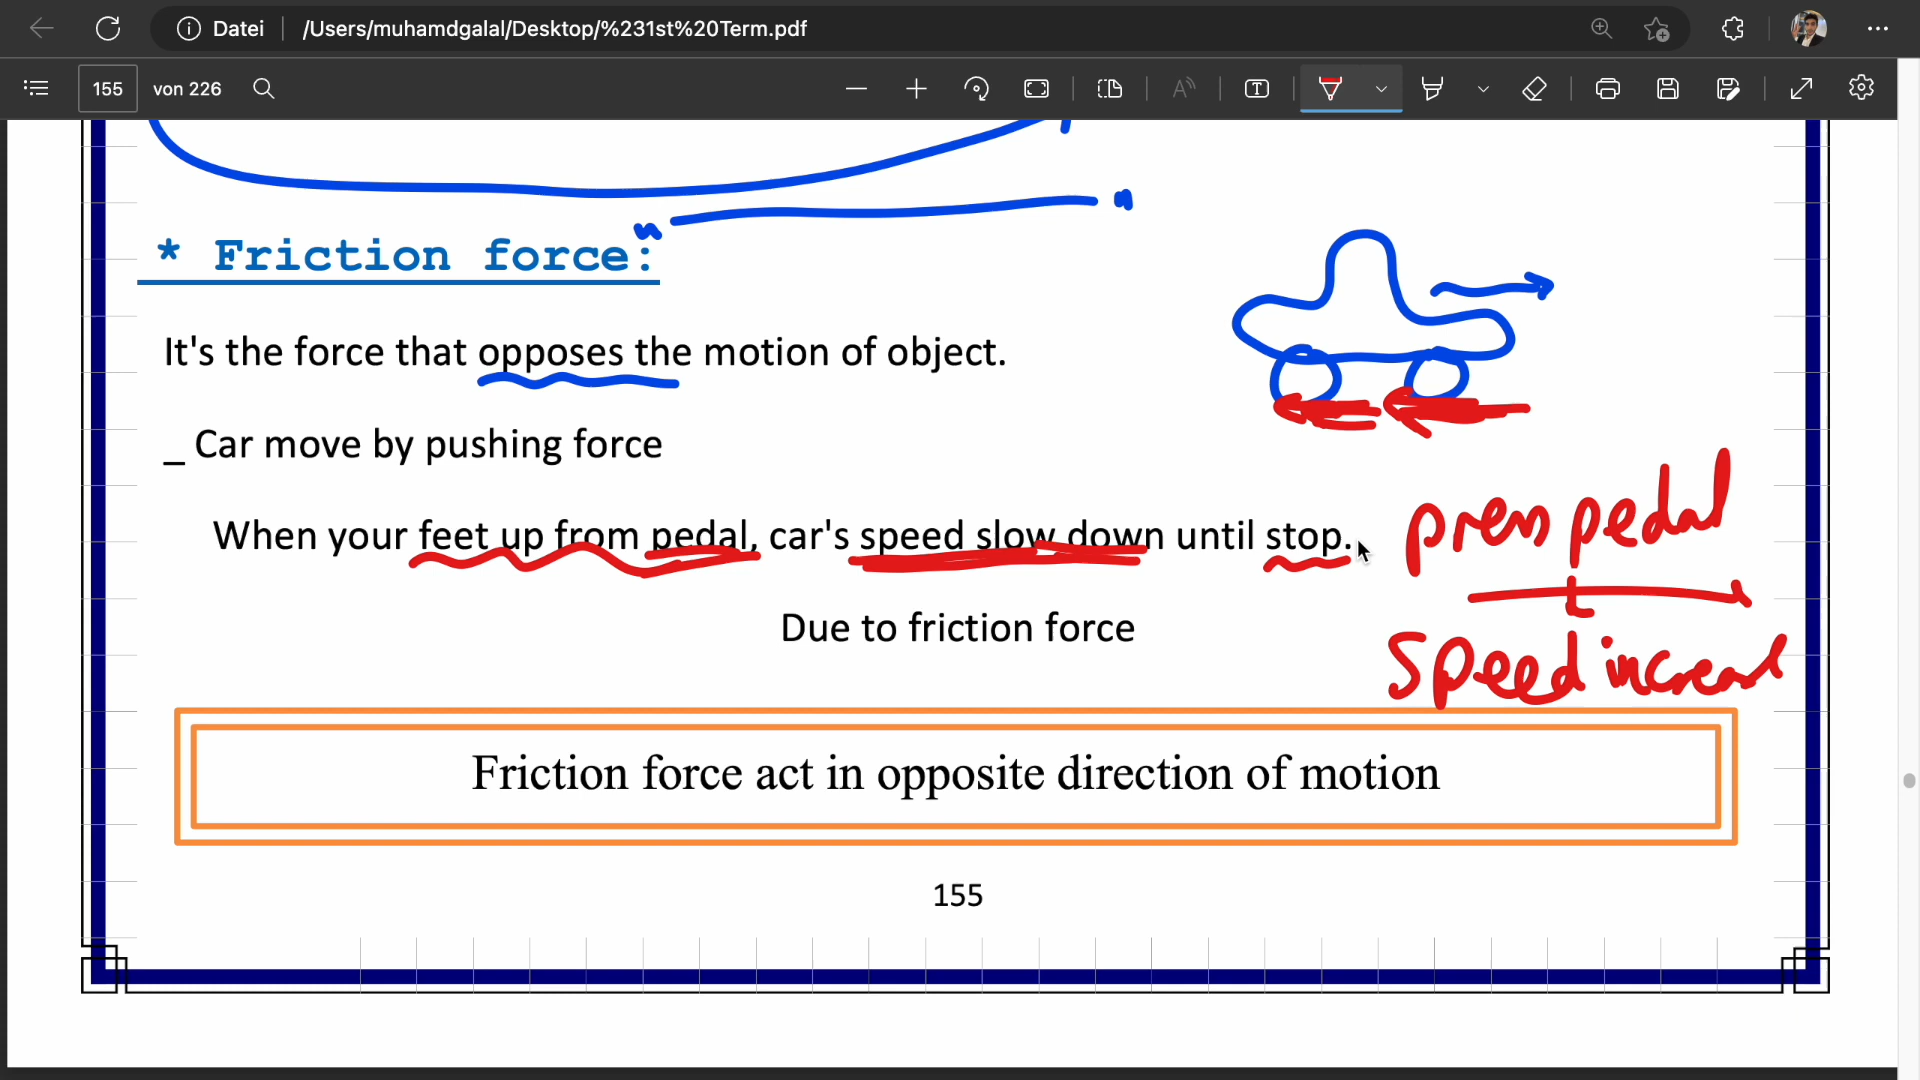 Datei /Users/muhamdgalal/Desktop/%231st%20Term.pdf
155 von 226
* Friction force:
It's the force that opposes the motion of object.
_ Car move by pushing force
When your feet up from pedal, car's speed slow down until stop.
press pedal
Due to friction force
Speed increase
Friction force act in opposite direction of motion
155